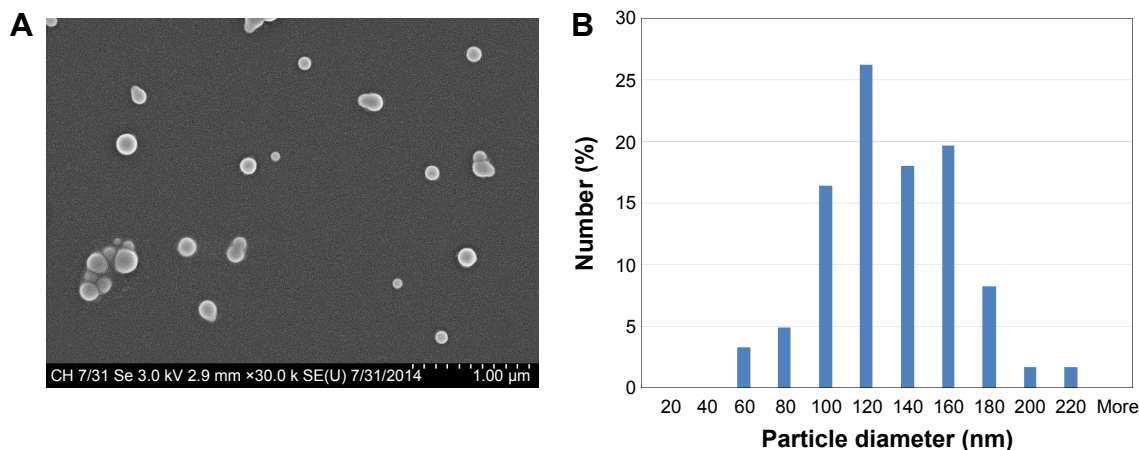 A
CH 7/31 Se 3.0 kV 2.9 mm ×30.0 k SE(U) 7/31/2014 1.00 µm
B
30
25
20
15
10
5
0
Number (%)
20 40 60 80 100 120 140 160 180 200 220 More
Particle diameter (nm)